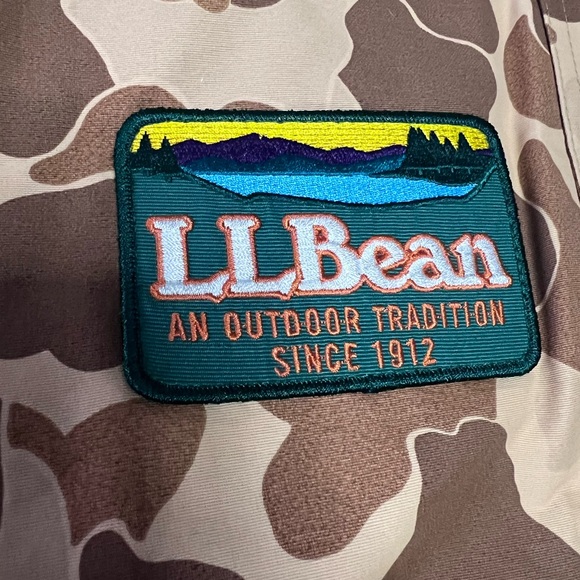 LLBean
AN OUTDOOR TRADITION
SINCE 1912